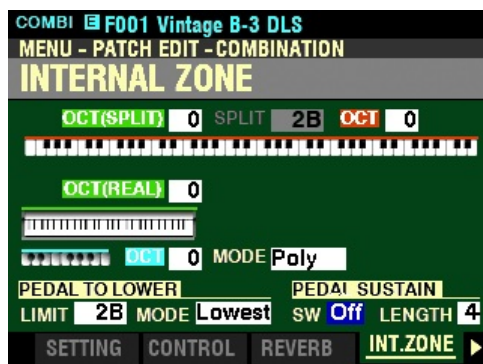 COMBI E F001 Vintage B-3 DLS
MENU - PATCH EDIT - COMBINATION
INTERNAL ZONE
OCT(SPLIT) 0 SPLIT 2B OCT 0
OCT(REAL) 0
OCT 0 MODE Poly
PEDAL TO LOWER PEDAL SUSTAIN
LIMIT 2B MODE Lowest SW Off LENGTH 4
SETTING CONTROL REVERB INT.ZONE